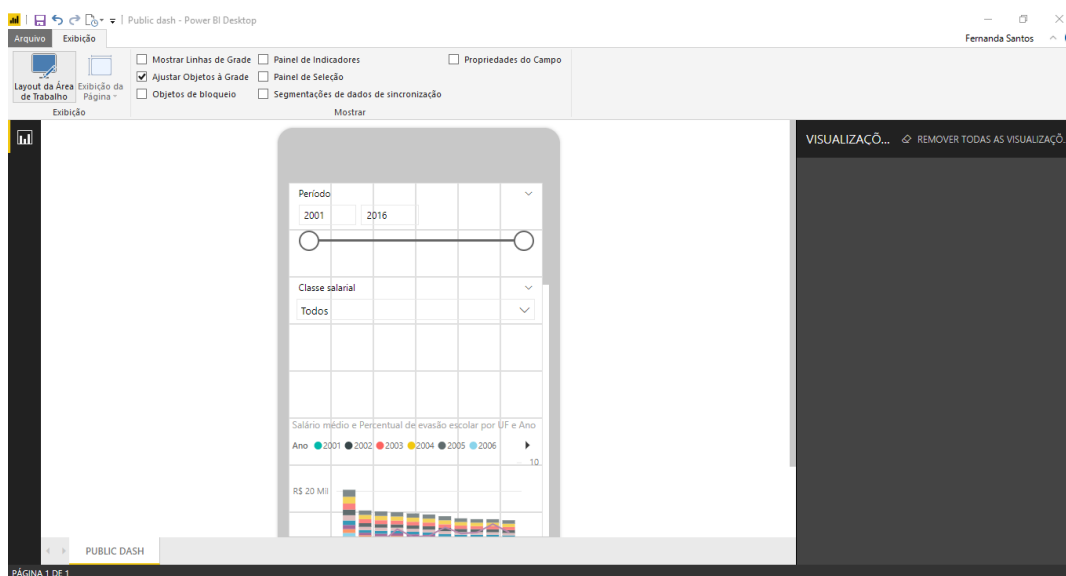 Public dash - Power BI Desktop
Arquivo Exibição
Fernanda Santos
Layout da Área de Trabalho
Exibição da Página
Mostrar Linhas de Grade
Ajustar Objetos à Grade
Objetos de bloqueio
Painel de Indicadores
Painel de Seleção
Segmentações de dados de sincronização
Propriedades do Campo
Exibição
Mostrar
VISUALIZAÇÕ...
REMOVER TODAS AS VISUALIZAÇÕ...
Período
2001 2016
Classe salarial
Todos
Salário médio e Percentual de evasão escolar por UF e Ano
Ano 2001 2002 2003 2004 2005 2006
10
R$ 20 Mil
PUBLIC DASH
PÁGINA 1 DE 1